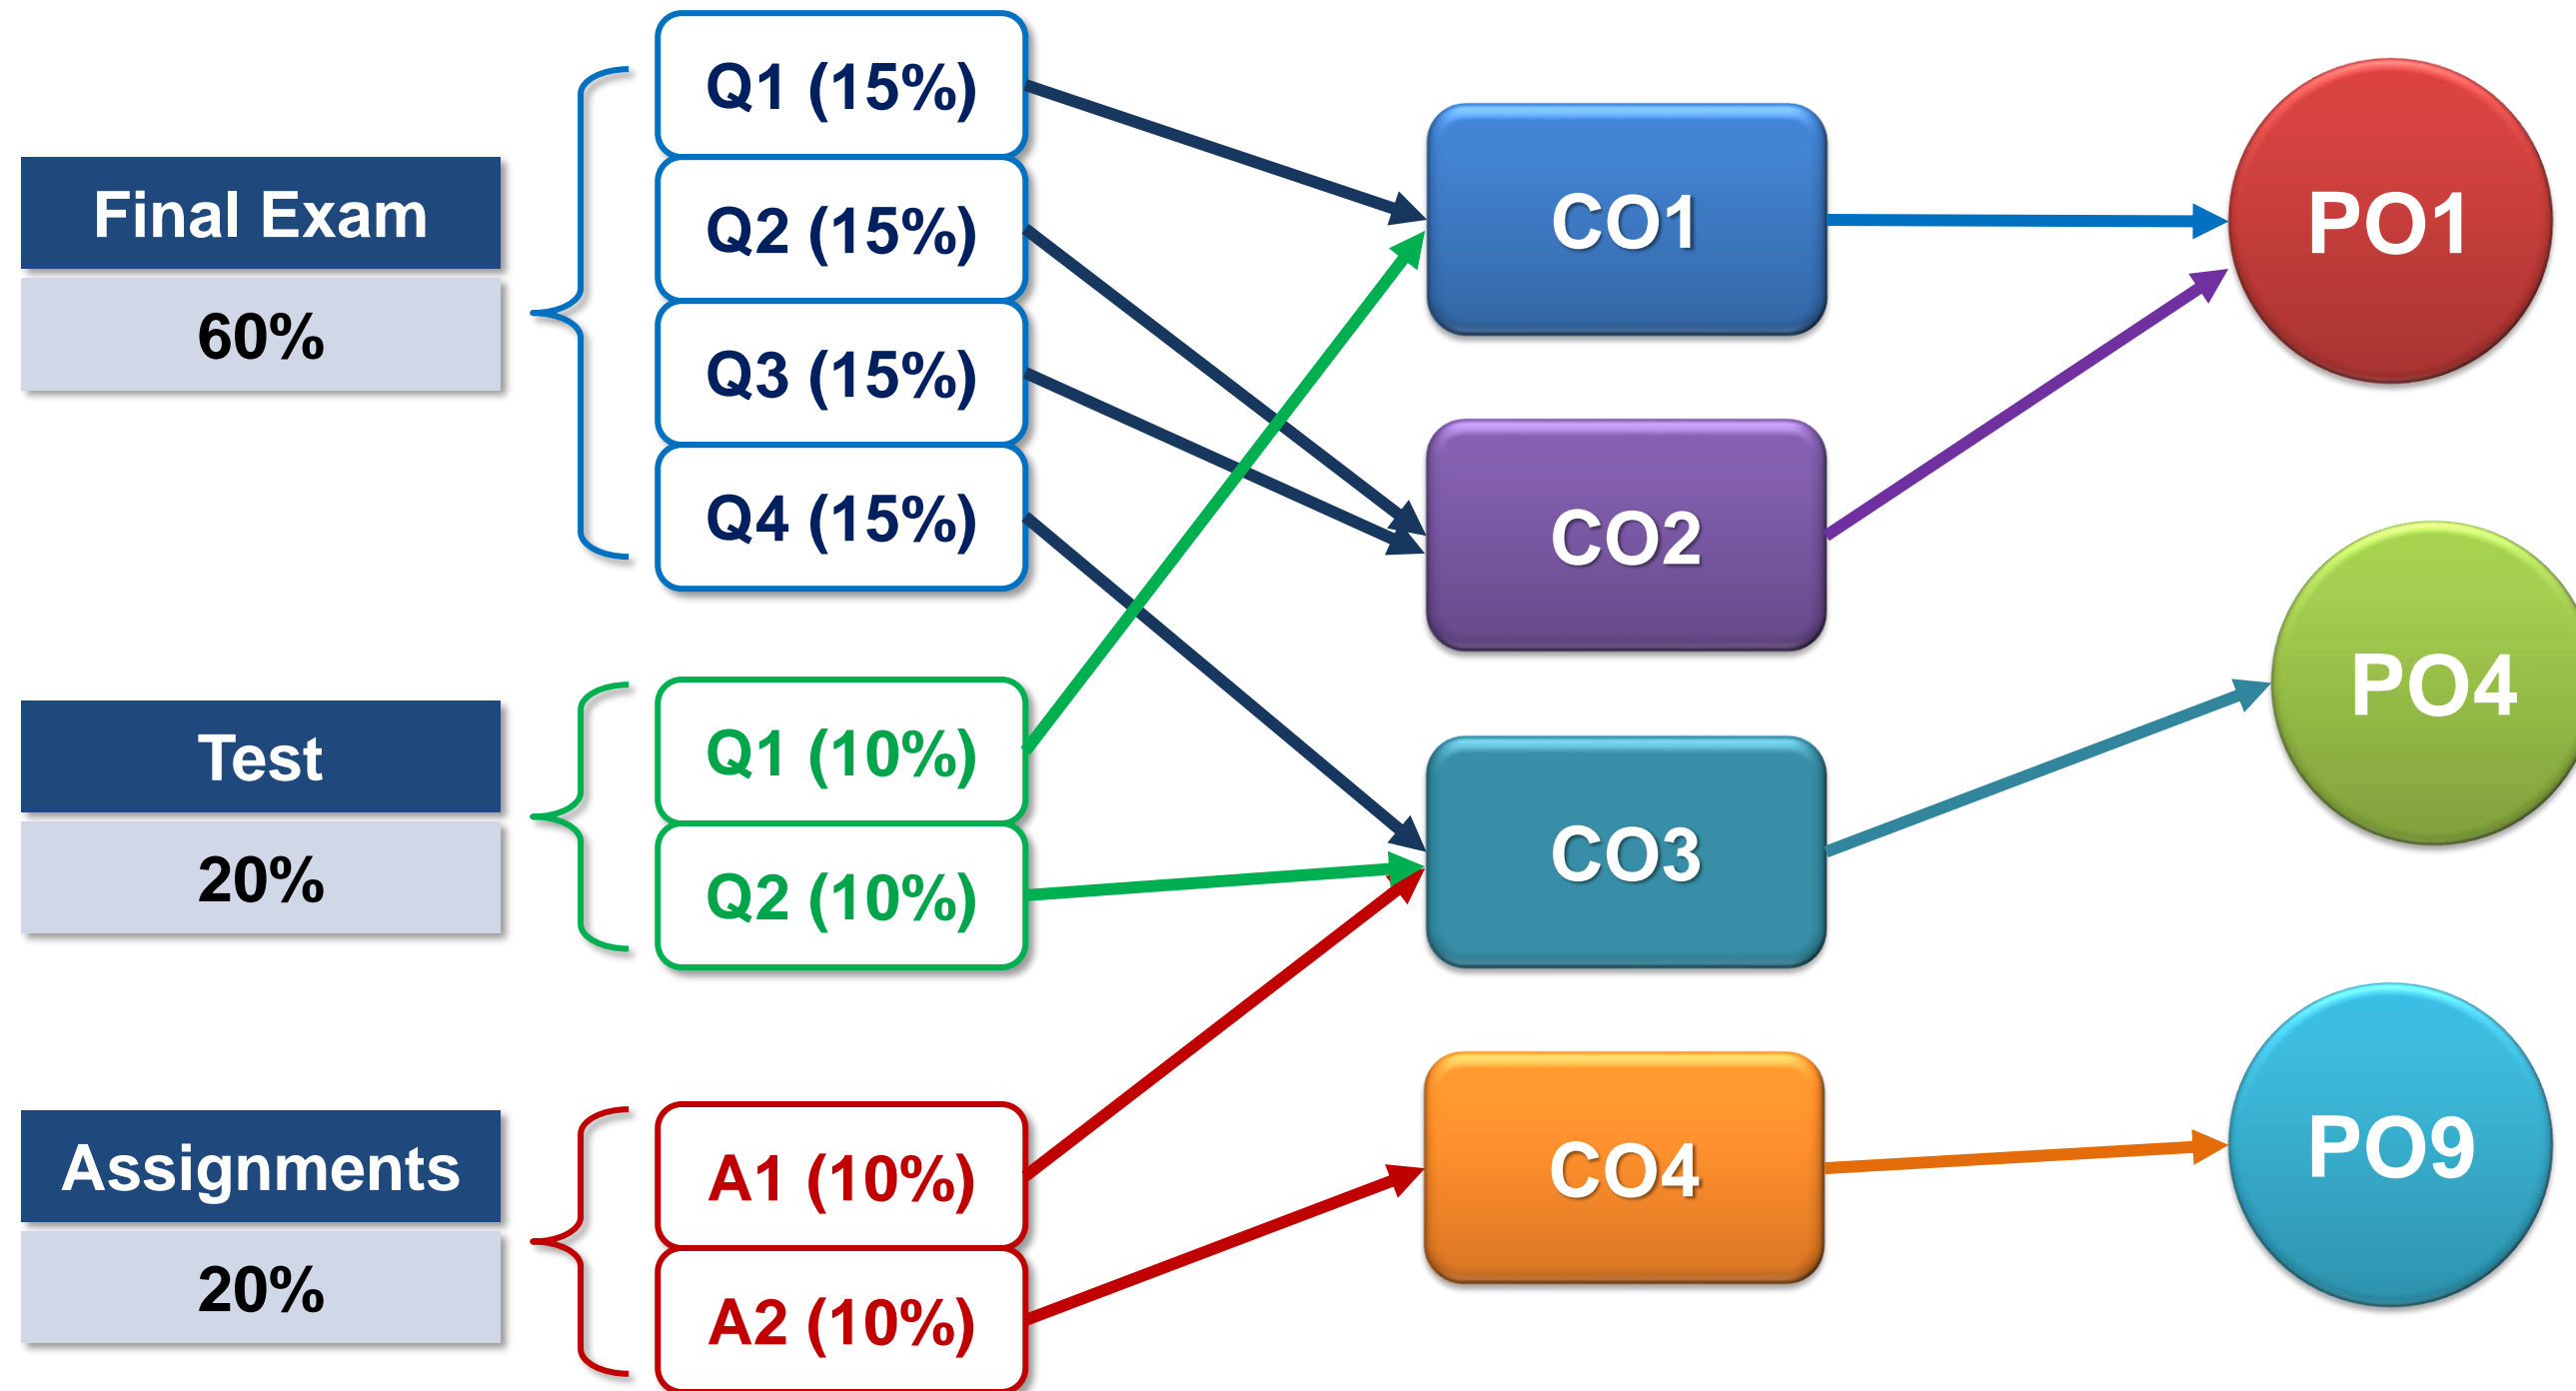 Final Exam
60%
Q1 (15%)
Q2 (15%)
Q3 (15%)
Q4 (15%)
Test
20%
Q1 (10%)
Q2 (10%)
Assignments
20%
A1 (10%)
A2 (10%)
CO1
CO2
CO3
CO4
PO1
PO4
PO9